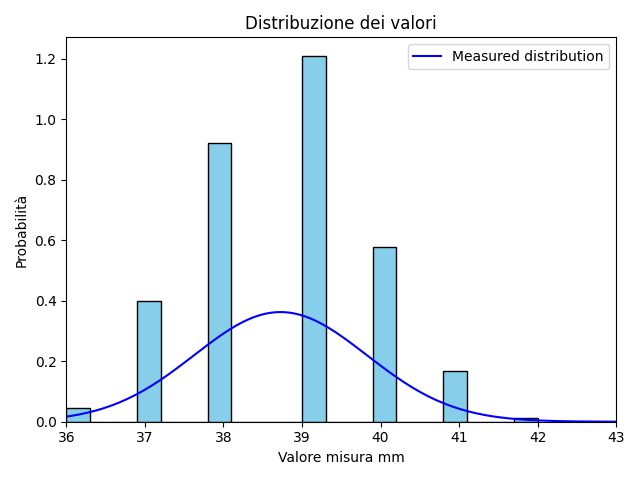 Distribuzione dei valori
Measured distribution
1.2
1.0
0.8
0.6
0.4
0.2
0.0
Probabilità
36 37 38 39 40 41 42 43
Valore misura mm